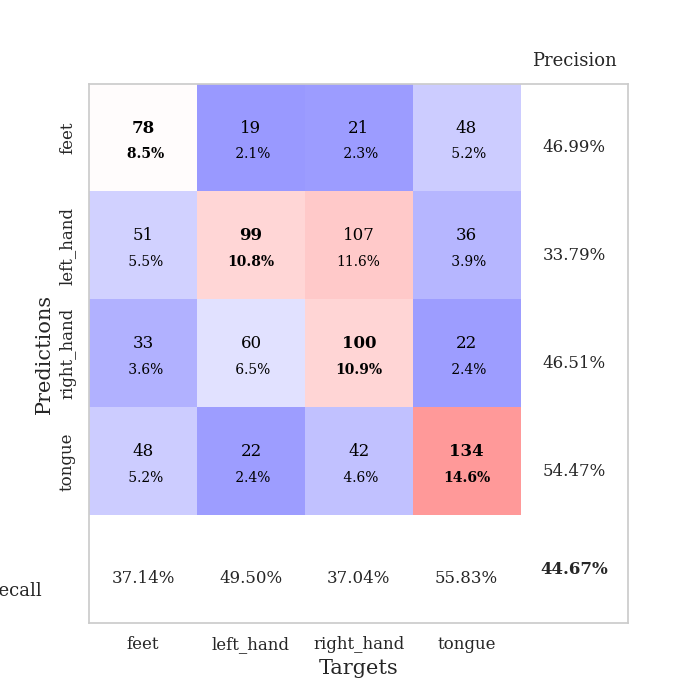 Precision
feet 78 19 21 48 46.99%
8.5% 2.1% 2.3% 5.2%
left_hand 51 99 107 36 33.79%
5.5% 10.8% 11.6% 3.9%
Predictions
right_hand 33 60 100 22 46.51%
3.6% 6.5% 10.9% 2.4%
tongue 48 22 42 134 54.47%
5.2% 2.4% 4.6% 14.6%
ecall 37.14% 49.50% 37.04% 55.83% 44.67%
feet left_hand right_hand tongue
Targets